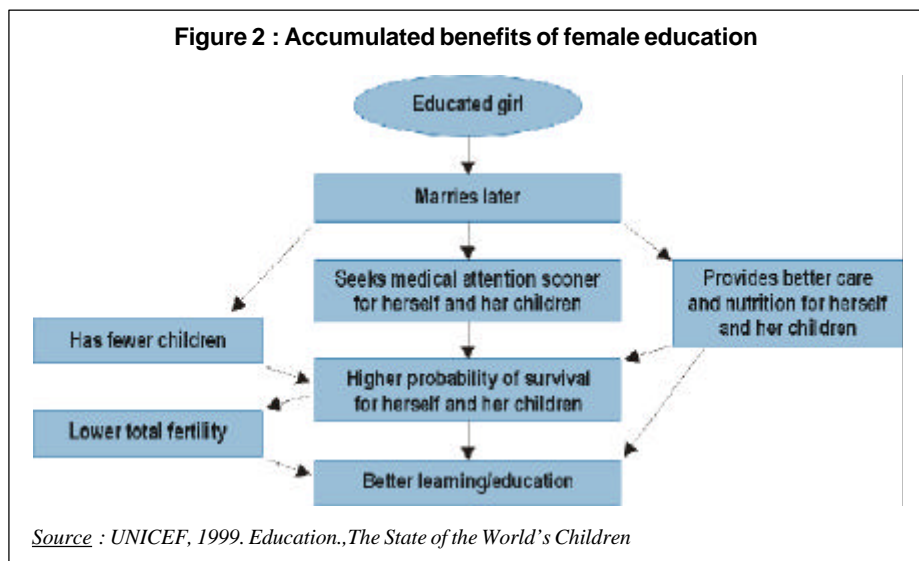 Figure 2 : Accumulated benefits of female education
Educated girl
Marries later
Seeks medical attention sooner
for herself and her children
Provides better care
and nutrition for herself
and her children
Has fewer children
Higher probability of survival
for herself and her children
Lower total fertility
Better learning/education
Source : UNICEF, 1999. Education.,The State of the World's Children